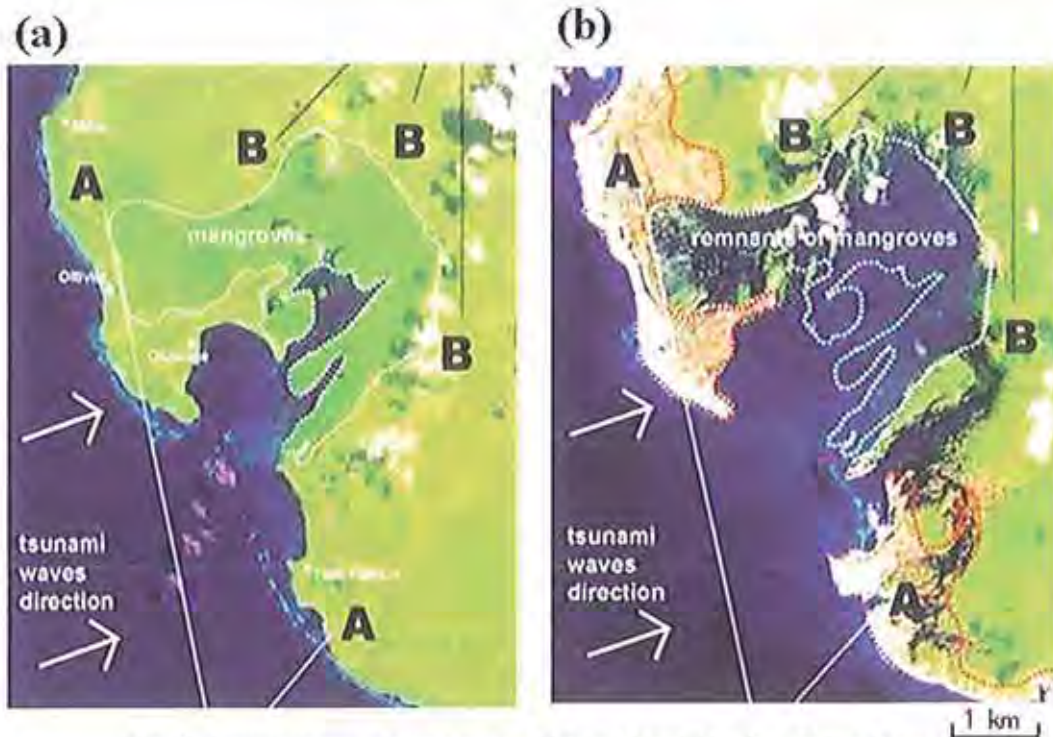 (a)
(b)
A
B
B
mangroves
B
tsunami
waves
direction
A
A
B
B
remnants of mangroves
B
tsunami
waves
direction
A
1 km